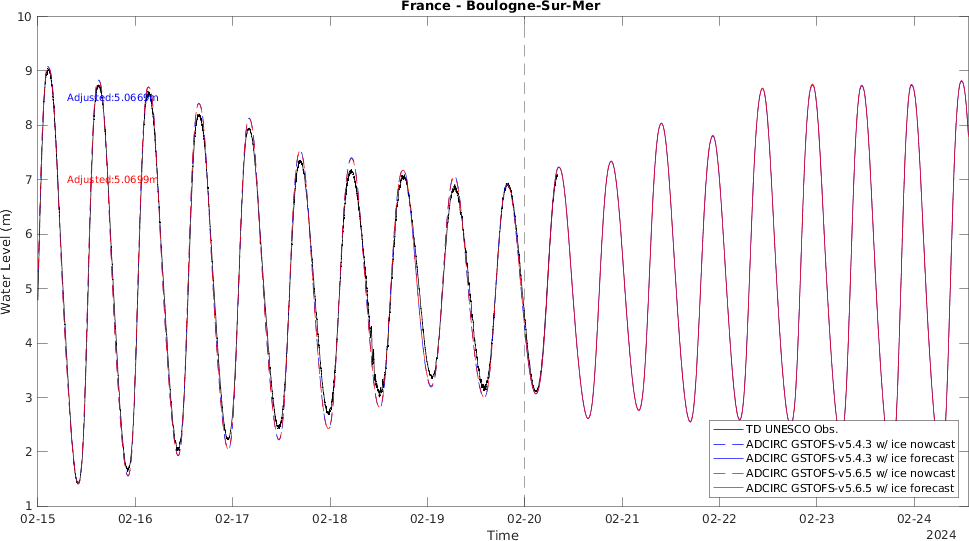 France - Boulogne-Sur-Mer
10
9
Adjusted:5.0669m
8
Adjusted:5.0699m
7
6
5
4
3
2
1
Water Level (m)
TD UNESCO Obs.
ADCIRC GSTOFS-v5.4.3 w/ ice nowcast
ADCIRC GSTOFS-v5.4.3 w/ ice forecast
ADCIRC GSTOFS-v5.6.5 w/ ice nowcast
ADCIRC GSTOFS-v5.6.5 w/ ice forecast
02-15 02-16 02-17 02-18 02-19 02-20 02-21 02-22 02-23 02-24
Time
2024